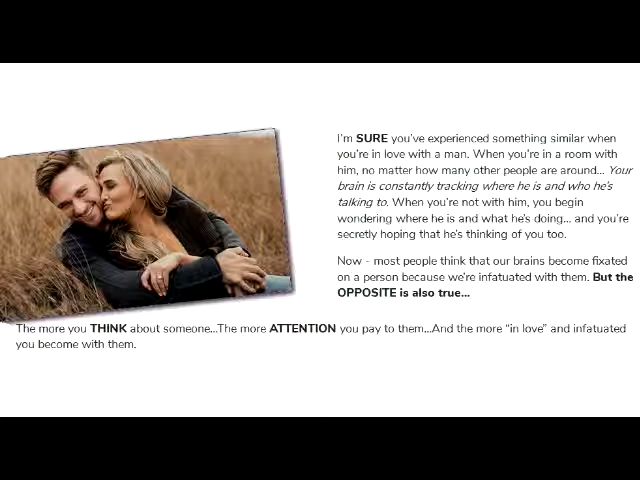 I'm SURE you've experienced something similar when
you're in love with a man. When you're in a room with
him, no matter how many other people are around... Your
brain is constantly tracking where he is and who he's
talking to. When you're not with him, you begin
wondering where he is and what he's doing... and you're
secretly hoping that he's thinking of you too.
Now - most people think that our brains become fixated
on a person because we're infatuated with them. But the
OPPOSITE is also true...
The more you THINK about someone...The more ATTENTION you pay to them...And the more “in love” and infatuated
you become with them.